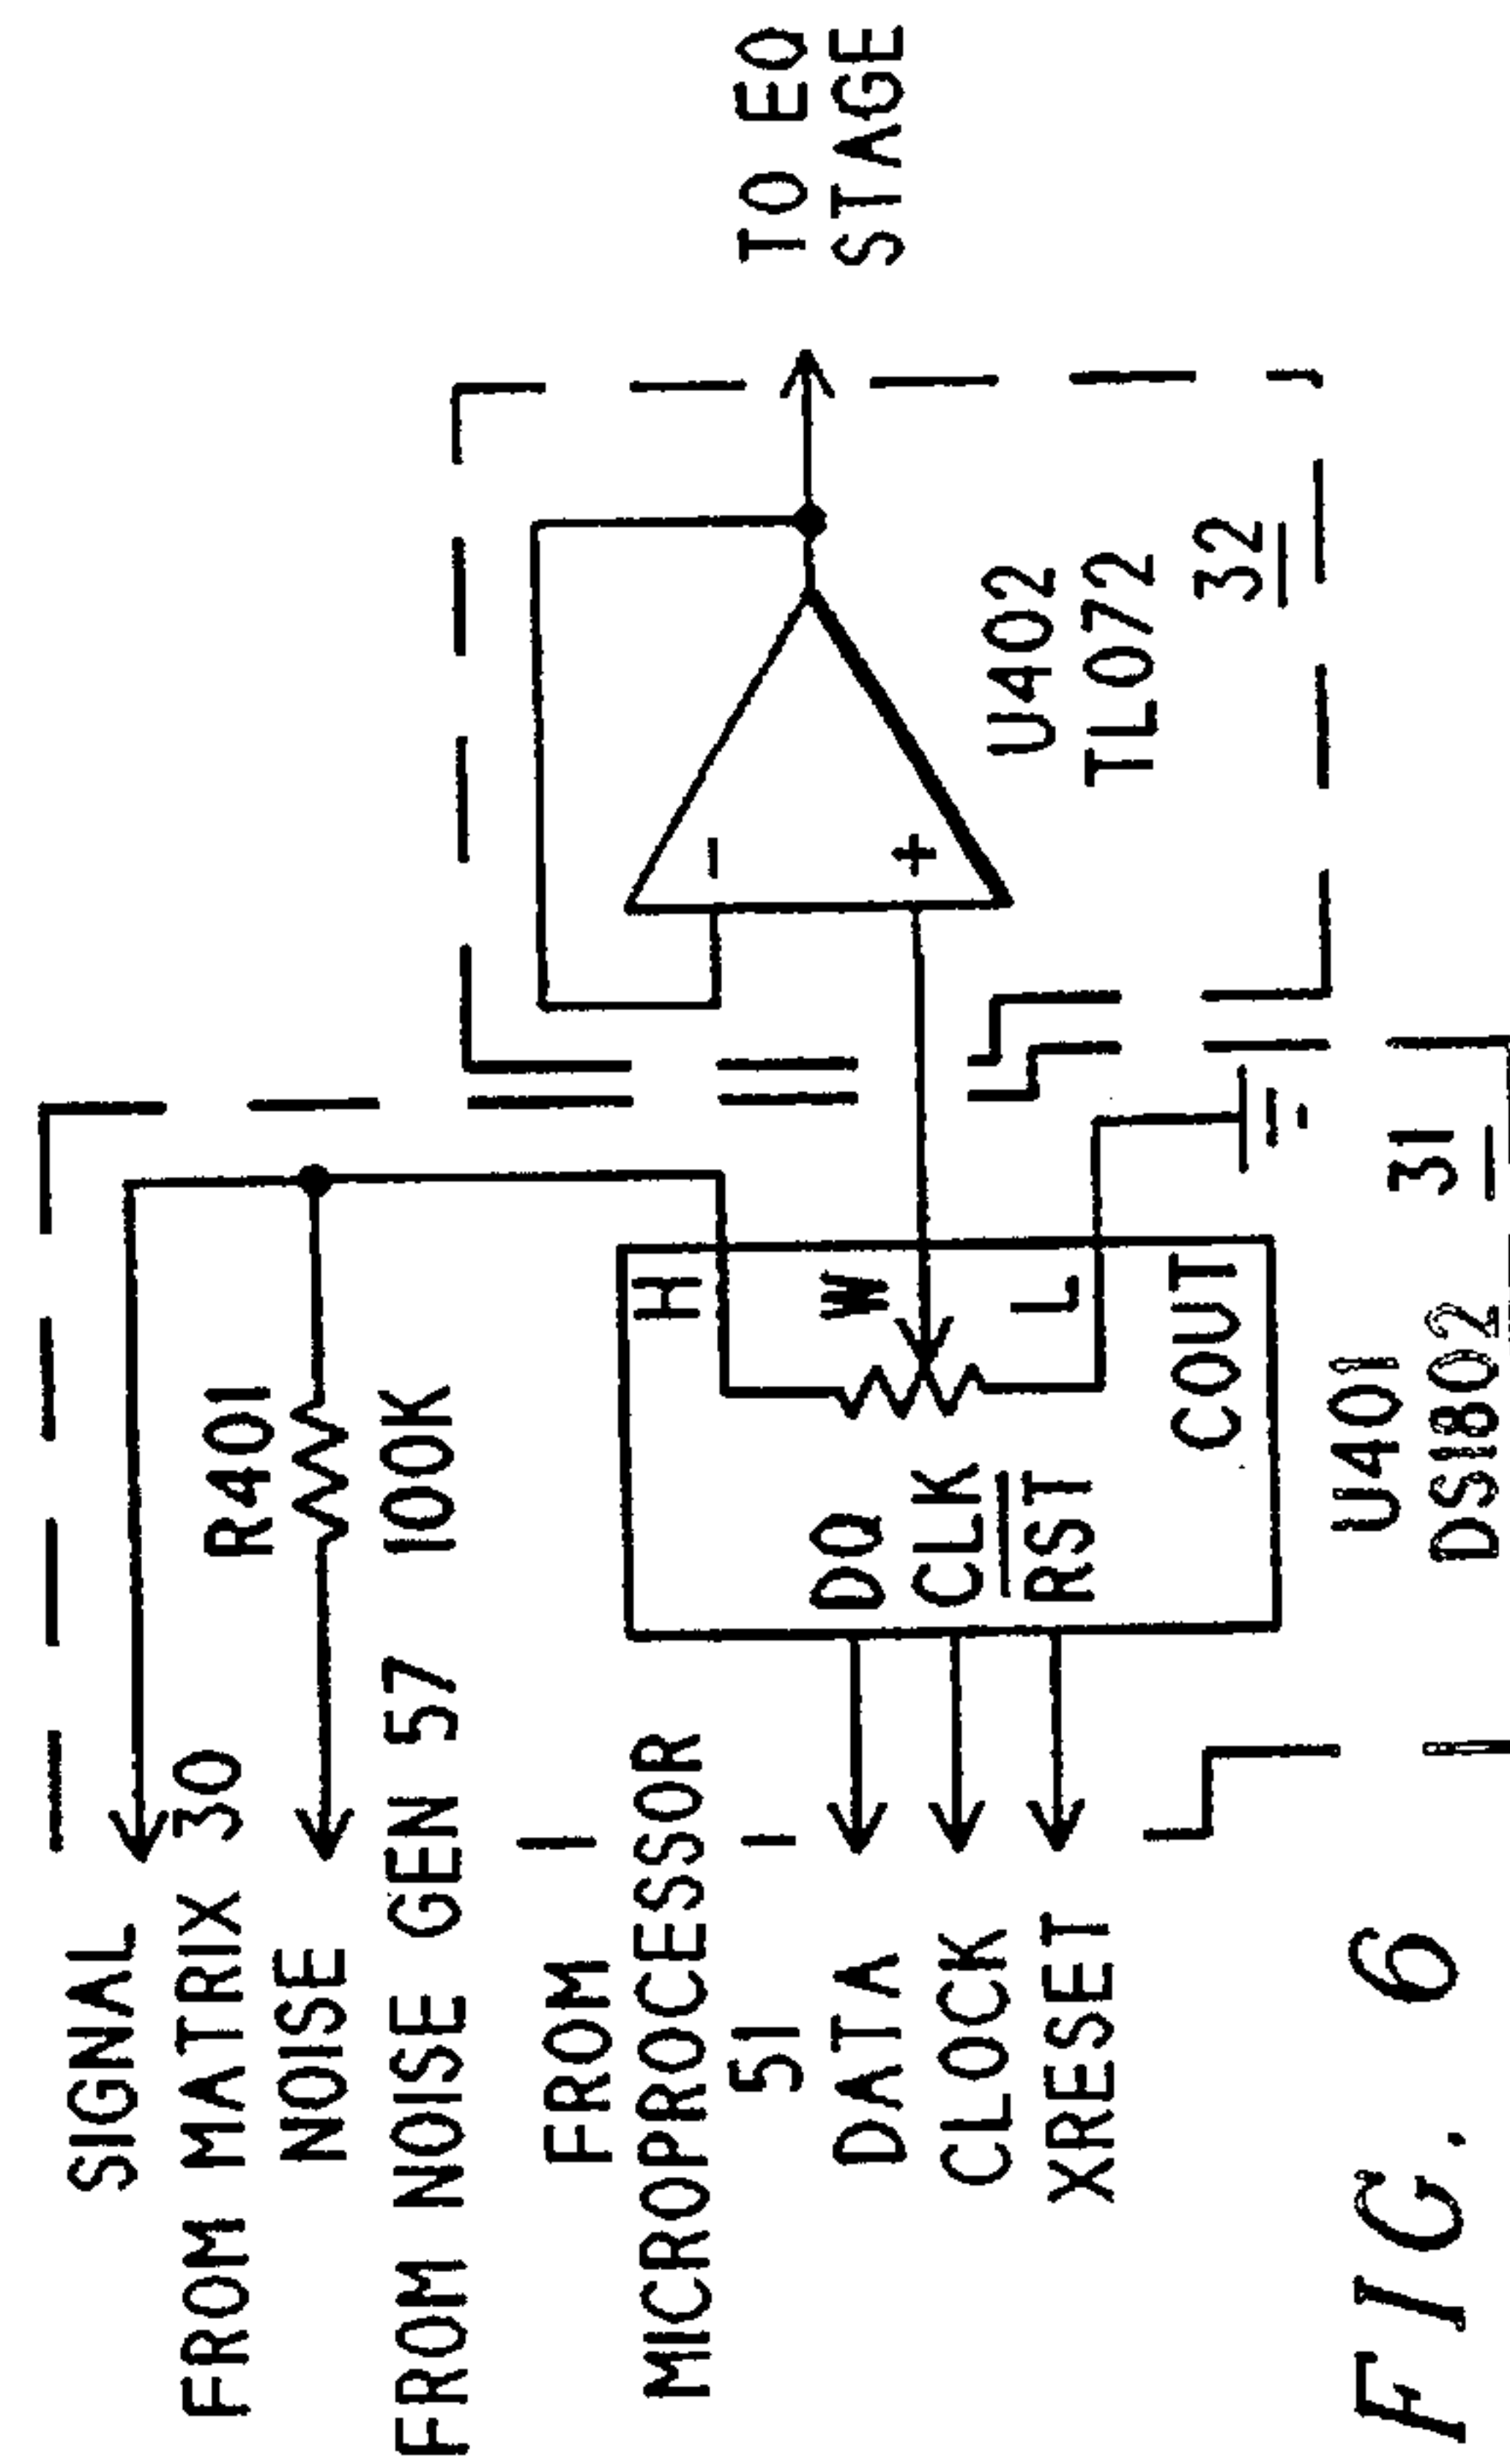 SIGNAL
FROM MATRIX 30
NOISE
FROM NOISE GEN 57
FROM
MICROPROCESSOR
51
DATA
CLOCK
XRESET
R401
100K
H
W
L
DQ
CLK
RST
COUT
U401
DS1802
31
-
+
U402
TL072
32
TO EQ
STAGE
FIG. 6